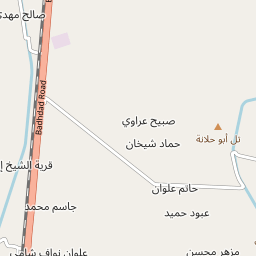 صالح مهدي
Baghdad Road
صبيح عراوي
تل أبو حلانة
حماد شيخان
قرية الشيخ إ
حاتم علوان
جاسم محمد
عبود حميد
علوان نواف شامي
مزهر محسن